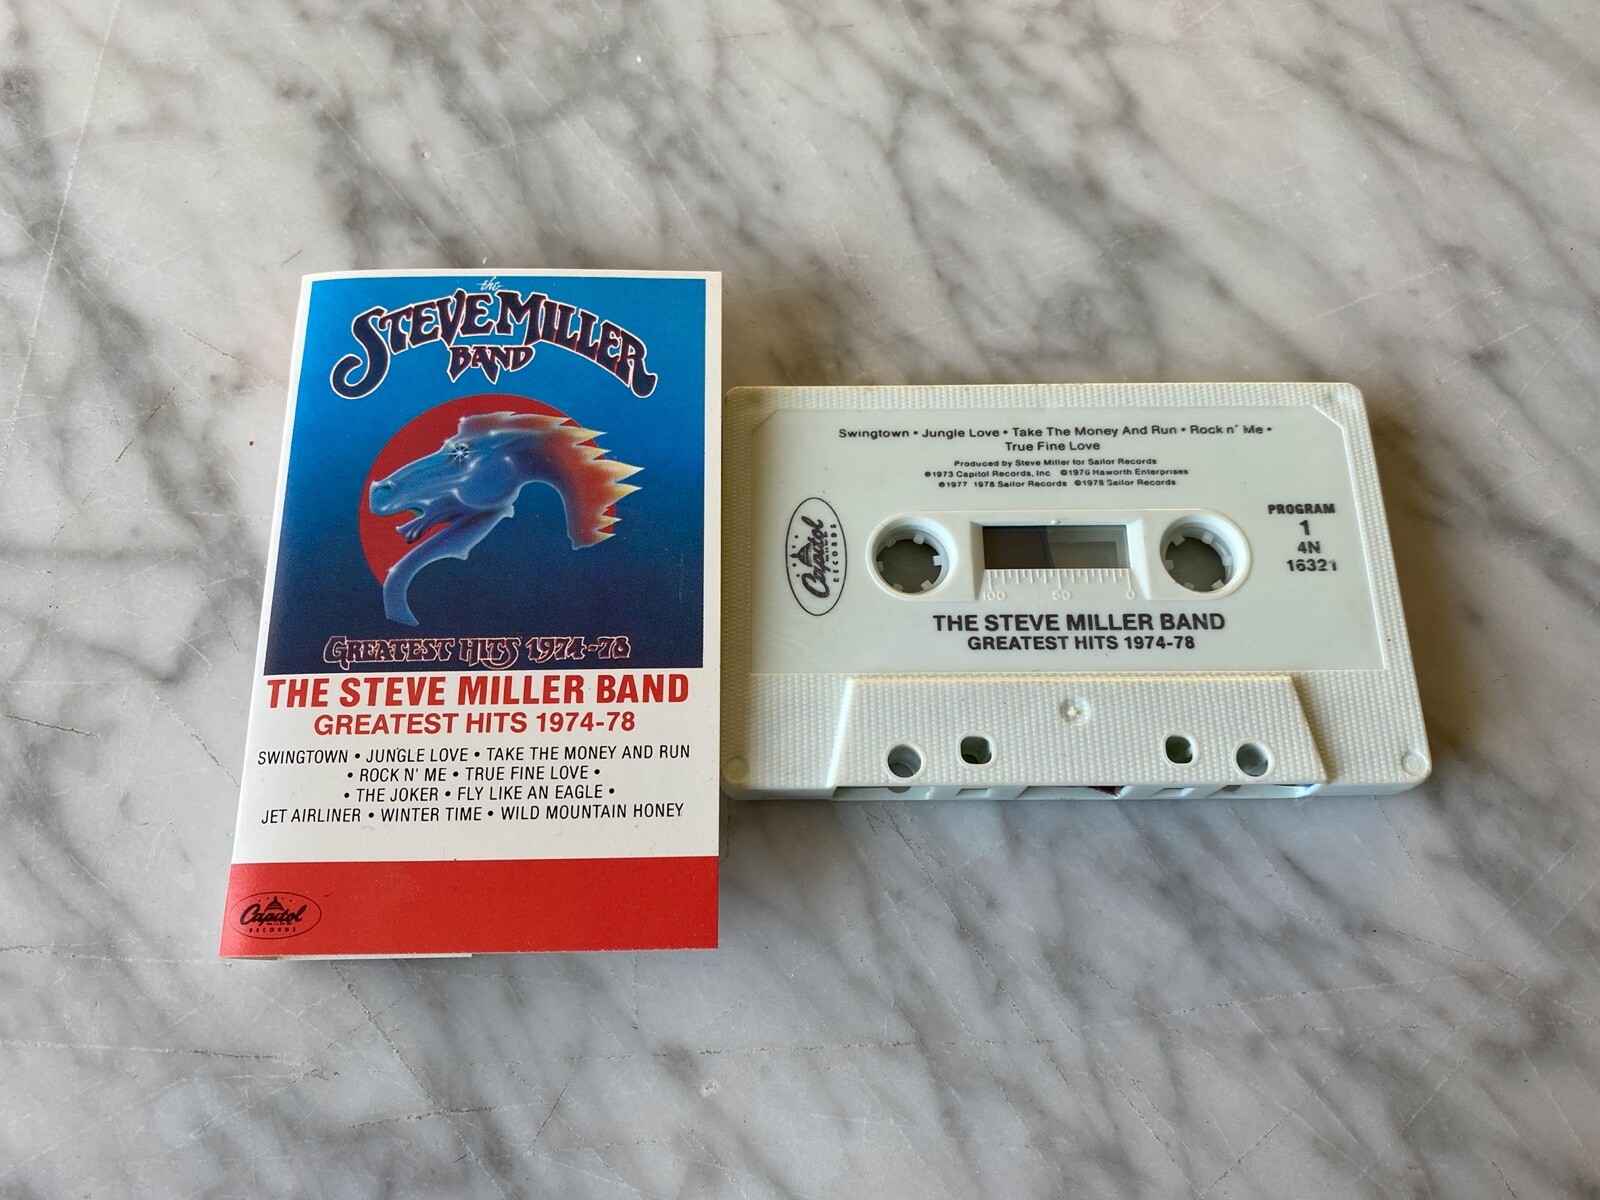 the
STEVE MILLER
BAND
GREATEST HITS 1974-78
THE STEVE MILLER BAND
GREATEST HITS 1974-78
SWINGTOWN • JUNGLE LOVE • TAKE THE MONEY AND RUN
• ROCK N' ME • TRUE FINE LOVE •
• THE JOKER • FLY LIKE AN EAGLE •
JET AIRLINER • WINTER TIME • WILD MOUNTAIN HONEY
Capitol
RECORDS
Swingtown • Jungle Love • Take The Money And Run • Rock n' Me •
True Fine Love
Produced by Steve Miller for Sailor Records
℗1973 Capitol Records, Inc ©1976 Haworth Enterprises
℗1977 1978 Sailor Records ©1978 Sailor Records
Capitol
RECORDS
PROGRAM
1
4N
16321
100 50 0
THE STEVE MILLER BAND
GREATEST HITS 1974-78